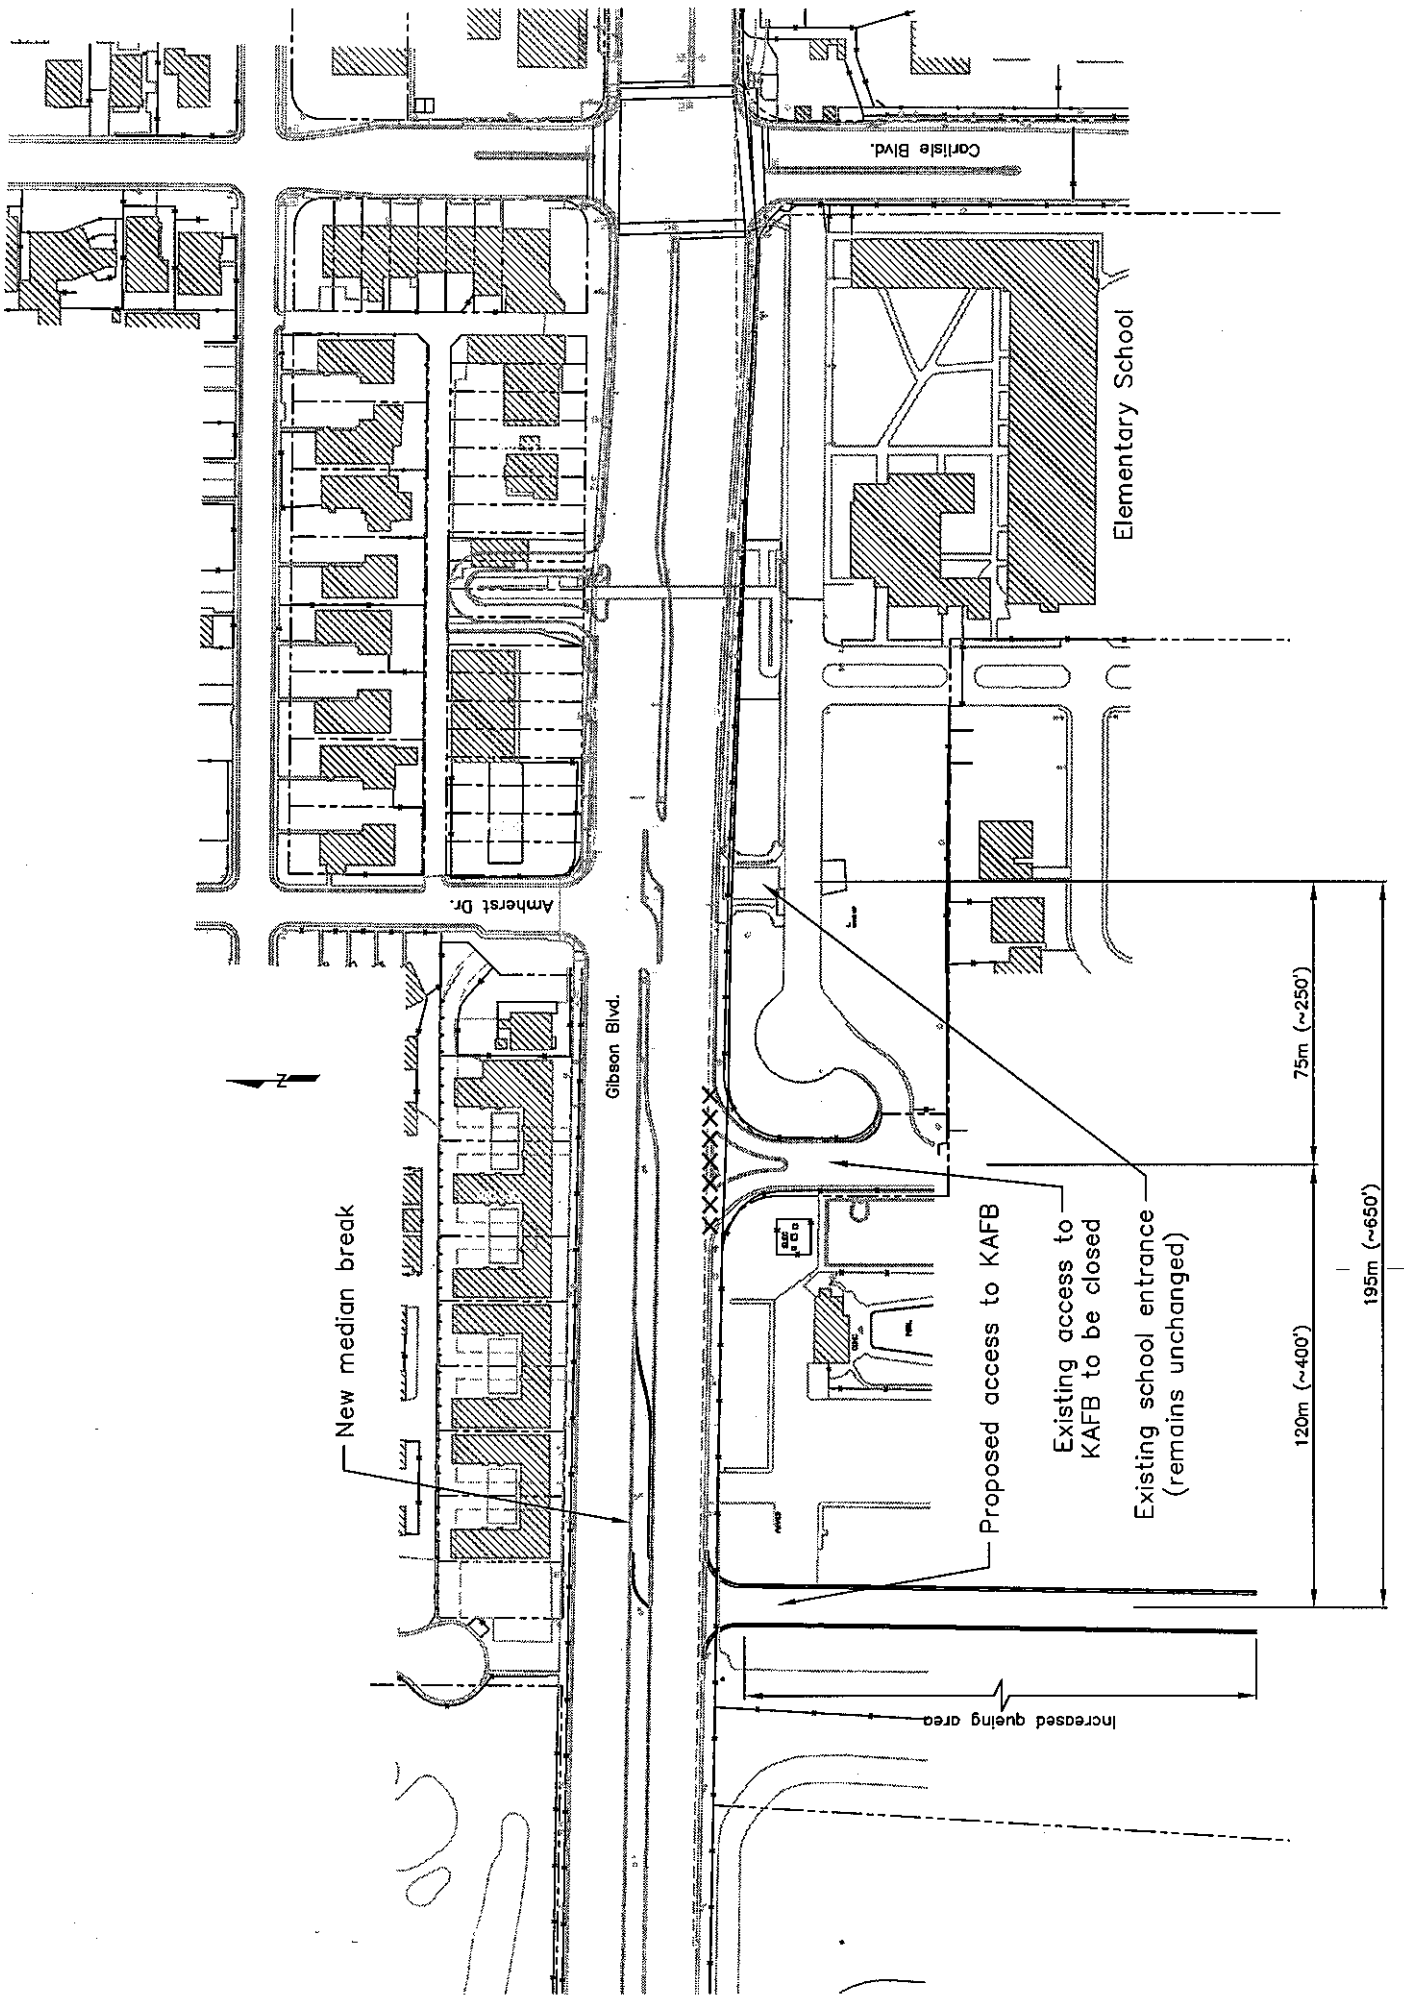 Carlisle Blvd.
Elementary School
Amherst Dr.
Gibson Blvd.
N
New median break
Proposed access to KAFB
Existing access to
KAFB to be closed
Existing school entrance
(remains unchanged)
75m (~250')
120m (~400')
195m (~650')
Increased queing area